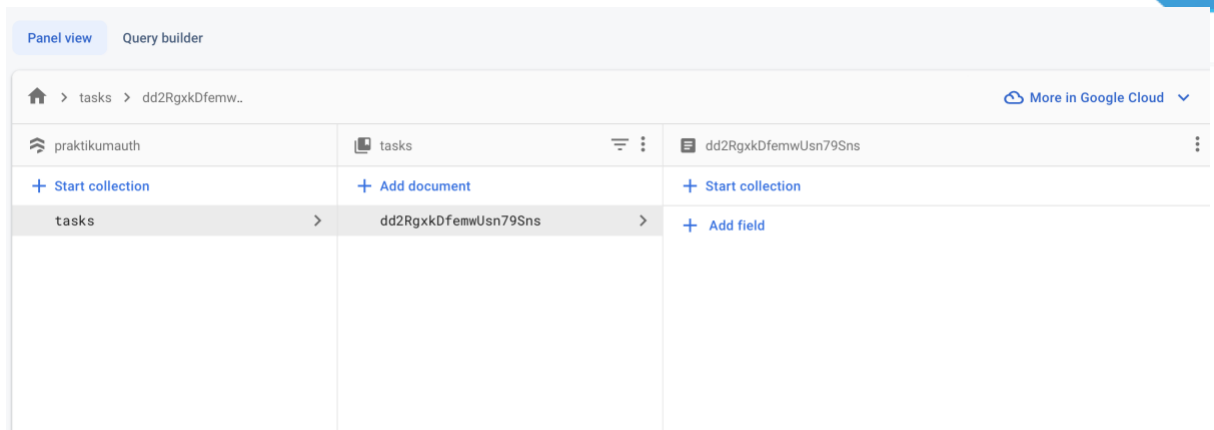 Panel view Query builder
tasks > dd2RgxkDfemw.. More in Google Cloud
praktikumauth tasks dd2RgxkDfemwUsn79Sns
+ Start collection + Add document + Start collection
tasks dd2RgxkDfemwUsn79Sns + Add field